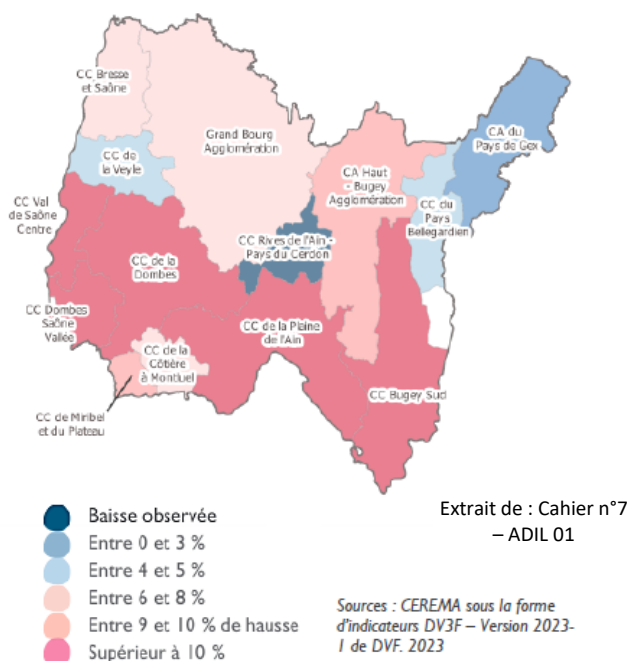 CC Bresse
et Saône
Grand Bourg
Agglomération
CA du
Pays de Gex
CC de
la Veyle
CA Haut
- Bugey
Agglomération
CC Val
de Saône
Centre
CC du
Pays
Bellegardien
CC Rives de l'Ain -
Pays du Cerdon
CC de la
Dombes
CC Dombes
Saône
Vallée
CC de la Plaine
de l'Ain
CC de la
Côtière
à Montluel
CC Bugey Sud
CC de Miribel
et du Plateau
Extrait de : Cahier n°7
– ADIL 01
Baisse observée
Entre 0 et 3 %
Entre 4 et 5 %
Entre 6 et 8 %
Entre 9 et 10 % de hausse
Supérieur à 10 %
Sources : CEREMA sous la forme
d'indicateurs DV3F – Version 2023-
1 de DVF. 2023